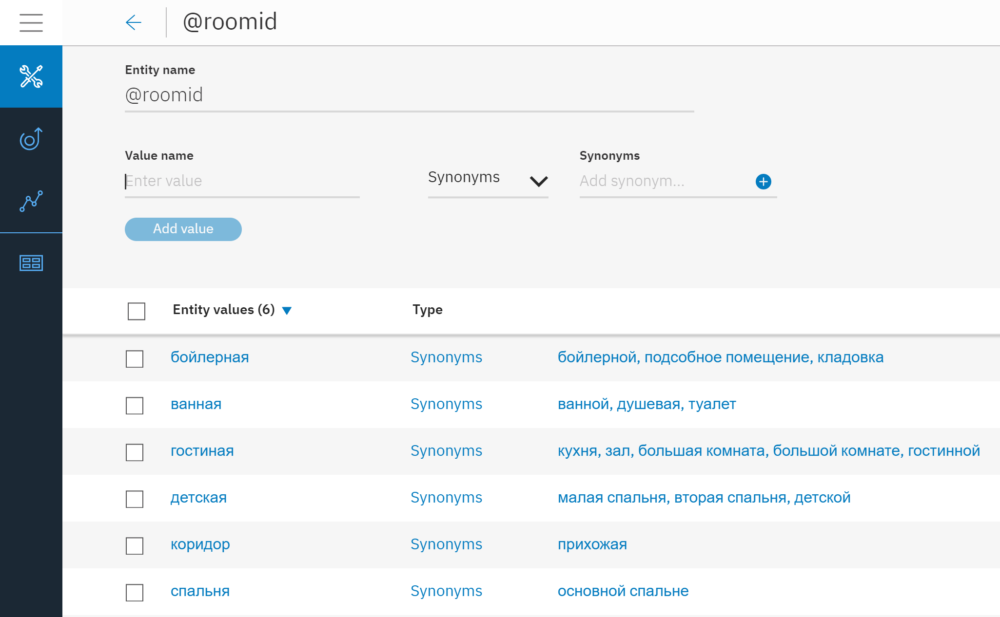 @roomid
Entity name
@roomid
Value name
Synonyms
Enter value
Synonyms
Add synonym...
Add value
Entity values (6)
Type
бойлерная Synonyms бойлерной, подсобное помещение, кладовка
ванная Synonyms ванной, душевая, туалет
гостиная Synonyms кухня, зал, большая комната, большой комнате, гостинной
детская Synonyms малая спальня, вторая спальня, детской
коридор Synonyms прихожая
спальня Synonyms основной спальне